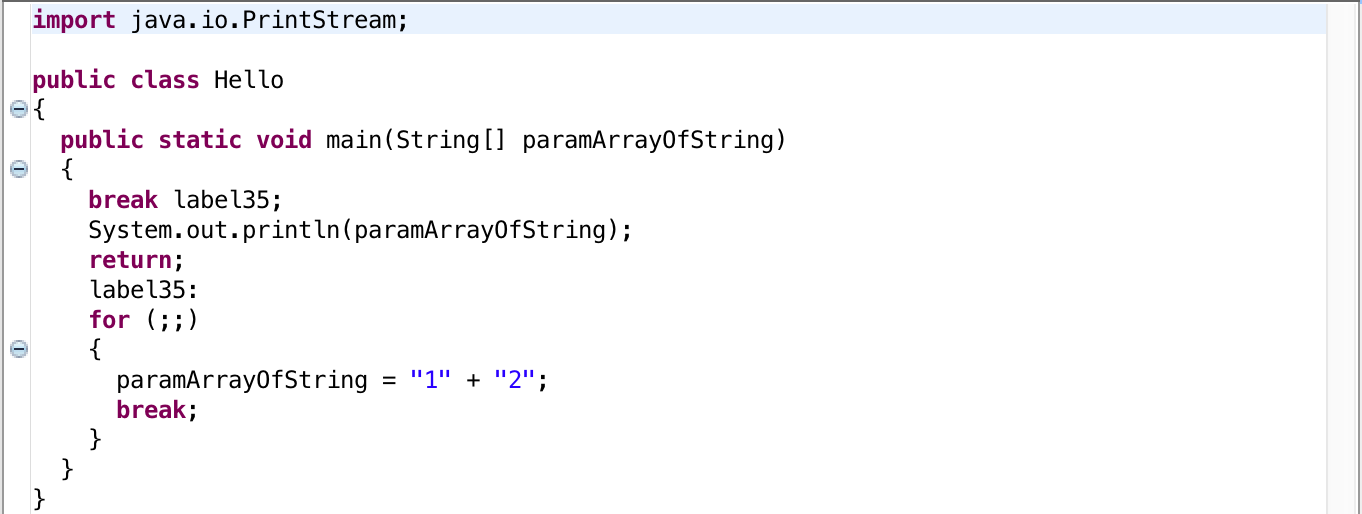 import java.io.PrintStream;
public class Hello
{
public static void main(String[] paramArrayOfString)
{
break label35;
System.out.println(paramArrayOfString);
return;
label35:
for (;;)
{
paramArrayOfString = "1" + "2";
break;
}
}
}